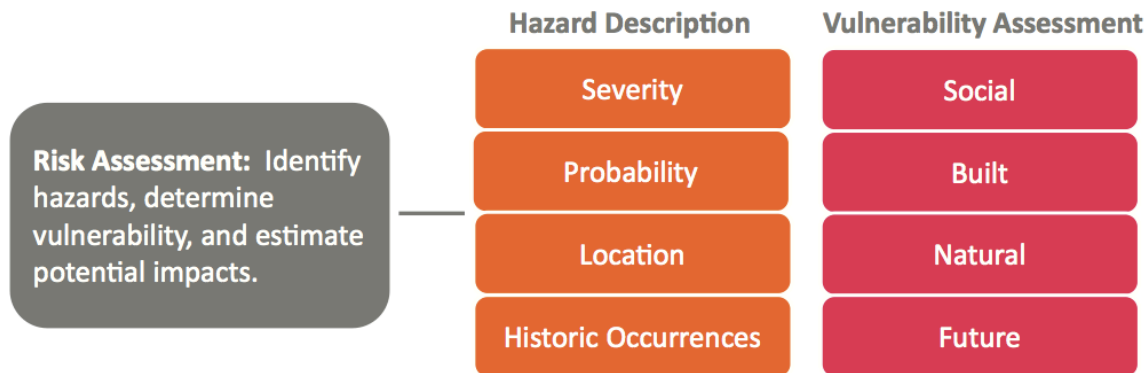 Hazard Description
Vulnerability Assessment
Risk Assessment: Identify
hazards, determine
vulnerability, and estimate
potential impacts.
Severity
Probability
Location
Historic Occurrences
Social
Built
Natural
Future